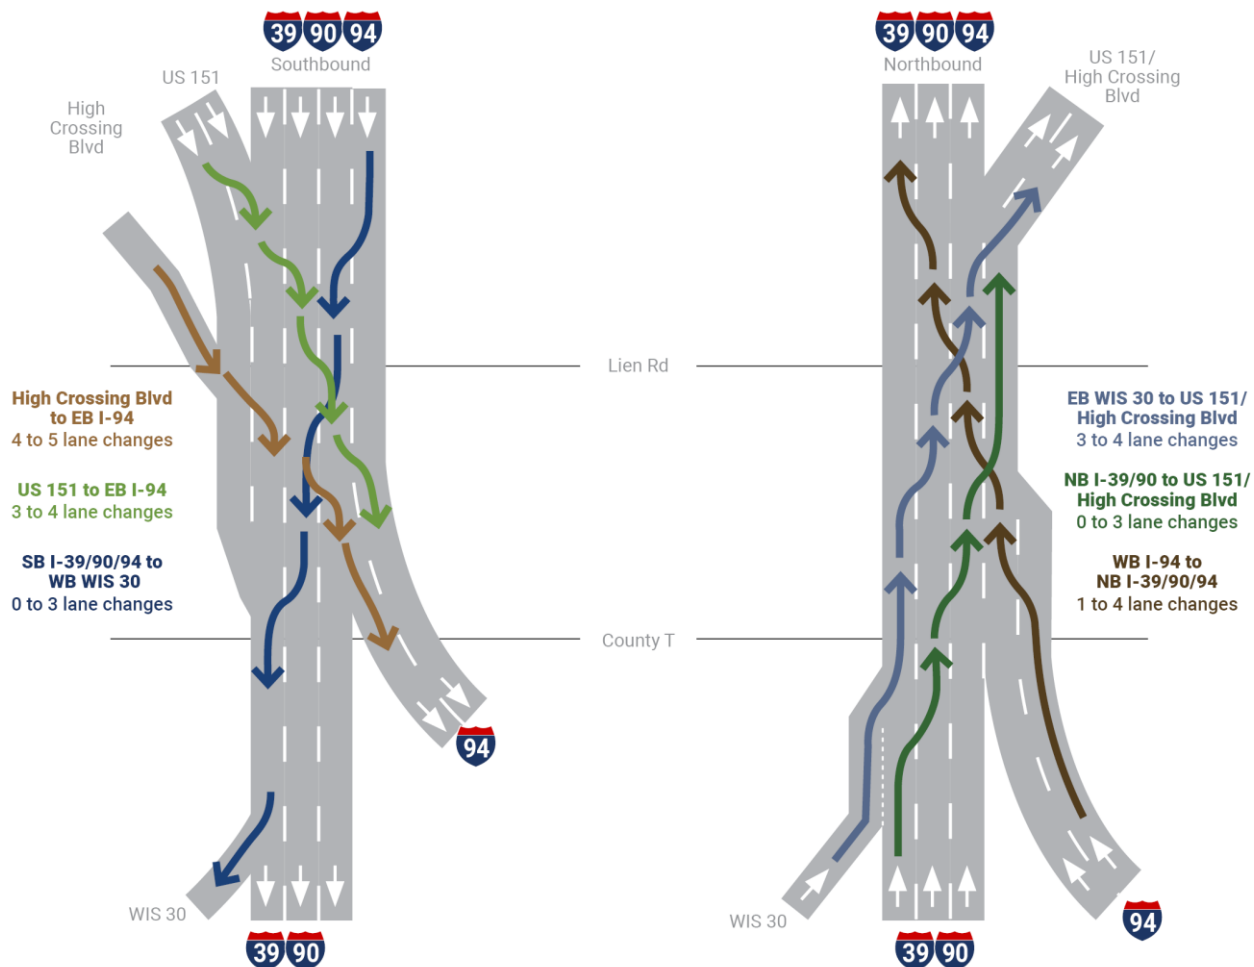 39 90 94
Southbound
US 151
High
Crossing
Blvd
High Crossing Blvd
to EB I-94
4 to 5 lane changes
US 151 to EB I-94
3 to 4 lane changes
SB I-39/90/94 to
WB WIS 30
0 to 3 lane changes
94
WIS 30
39 90
Lien Rd
County T
39 90 94
Northbound
US 151/
High Crossing
Blvd
EB WIS 30 to US 151/
High Crossing Blvd
3 to 4 lane changes
NB I-39/90 to US 151/
High Crossing Blvd
0 to 3 lane changes
WB I-94 to
NB I-39/90/94
1 to 4 lane changes
WIS 30
39 90
94